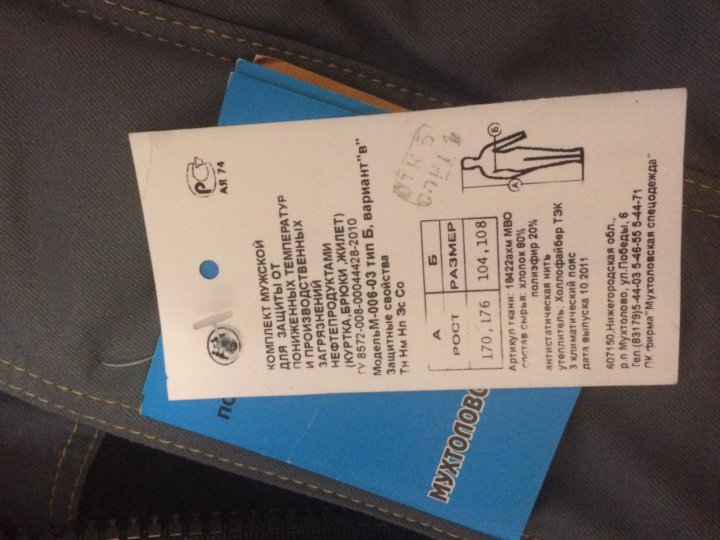 РСТ
АЯ 74
КОМПЛЕКТ МУЖСКОЙ
ДЛЯ ЗАЩИТЫ ОТ
ПОНИЖЕННЫХ ТЕМПЕРАТУР
И ПРОИЗВОДСТВЕННЫХ
ЗАГРЯЗНЕНИЙ
НЕФТЕПРОДУКТАМИ
(КУРТКА,БРЮКИ ,ЖИЛЕТ)
ТУ 8572-008-00044428-2010
МодельМ-006-03 тип Б, вариант"в"
Защитные свойства
Тн Нм Нп Эс Со
А Б
РОСТ РАЗМЕР
170,176 104,108
Б
А
Артикул ткани: 18422ахм МВО
состав сырья: хлопок 80%
полиэфир 20%
антистатическая нить
утеплитель: Холлофайбер ТЭК
3 климатический пояс
дата выпуска 10.2011
607150,Нижегородская обл.,
р.п Мухтолово, ул.Победы, 6
Тел.(83179)5-44-03 5-46-55 5-44-71
ПК фирма"Мухтоловская спецодежда"
ПО
МУХТОЛОВО